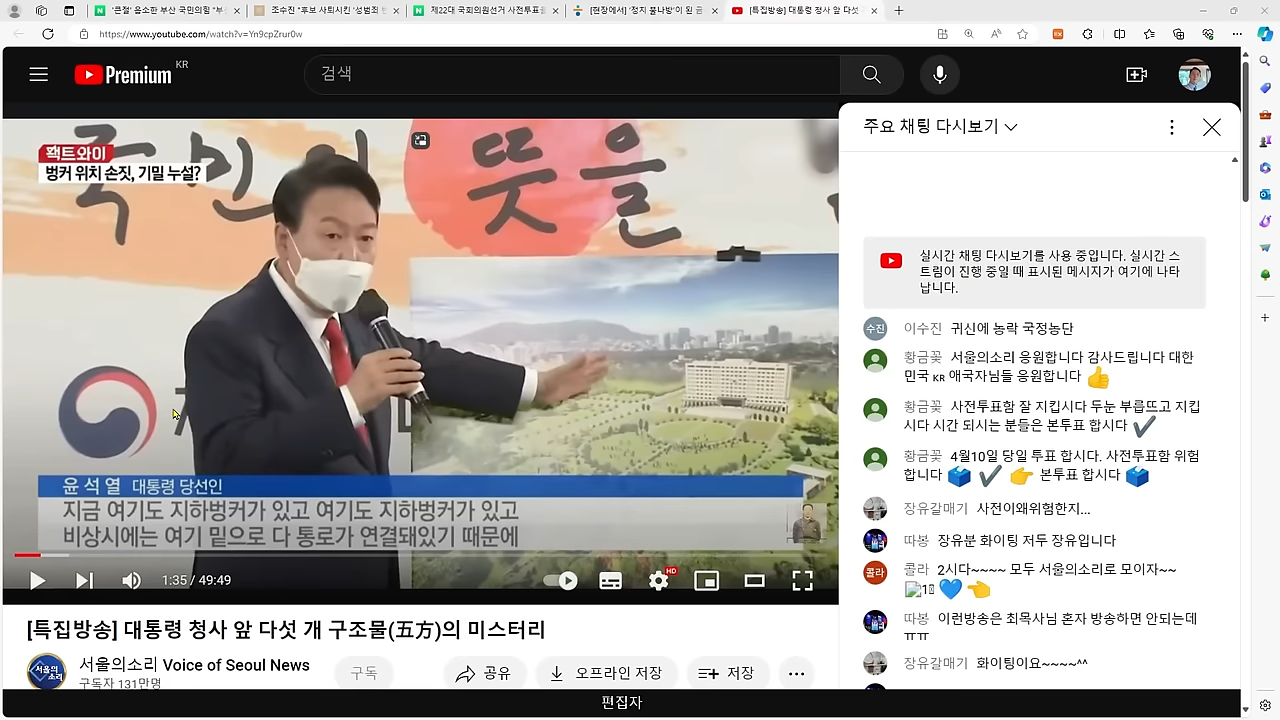 '큰절' 윤소한 부산 국민의힘 "부
조수진 "후보 사퇴시킨 '성범죄 변
제22대 국회의원선거 사전투표율
[현장에서] '정치 물나방'이 된 금
[특집방송] 대통령 청사 앞 다섯 개
https://www.youtube.com/watch?v=Yn9cpZrur0w
Premium KR
검색
주요 채팅 다시보기
국민의 뜻을
팩트와이
벙커 위치 손짓, 기밀 누설?
윤석열 대통령 당선인
지금 여기도 지하벙커가 있고 여기도 지하벙커가 있고
비상시에는 여기 밑으로 다 통로가 연결돼있기 때문에
1:35 / 49:49
HD
[특집방송] 대통령 청사 앞 다섯 개 구조물(五方)의 미스터리
서울의소리
서울의소리 Voice of Seoul News
구독자 131만명
구독
공유
오프라인 저장
저장
실시간 채팅 다시보기를 사용 중입니다. 실시간 스
트림이 진행 중일 때 표시된 메시지가 여기에 나타
납니다.
수진 이수진 귀신에 농락 국정농단
황금꽃 서울의소리 응원합니다 감사드립니다 대한
민국 KR 애국자님들 응원합니다 👍
황금꽃 사전투표함 잘 지킵시다 두눈 부릅뜨고 지킵
시다 시간 되시는 분들은 본투표 합시다 ✔
황금꽃 4월10일 당일 투표 합시다. 사전투표함 위험
합니다 🗳 ✔ 👉 본투표 합시다 🗳
장유갈매기 사전이왜위험한지...
따봉 장유분 화이팅 저두 장유입니다
콜라 콜라 2시다~~~~ 모두 서울의소리로 모이자~~
💙 👈
따봉 이런방송은 최목사님 혼자 방송하면 안되는데
ㅠㅠ
장유갈매기 화이팅이요~~~~^^
편집자